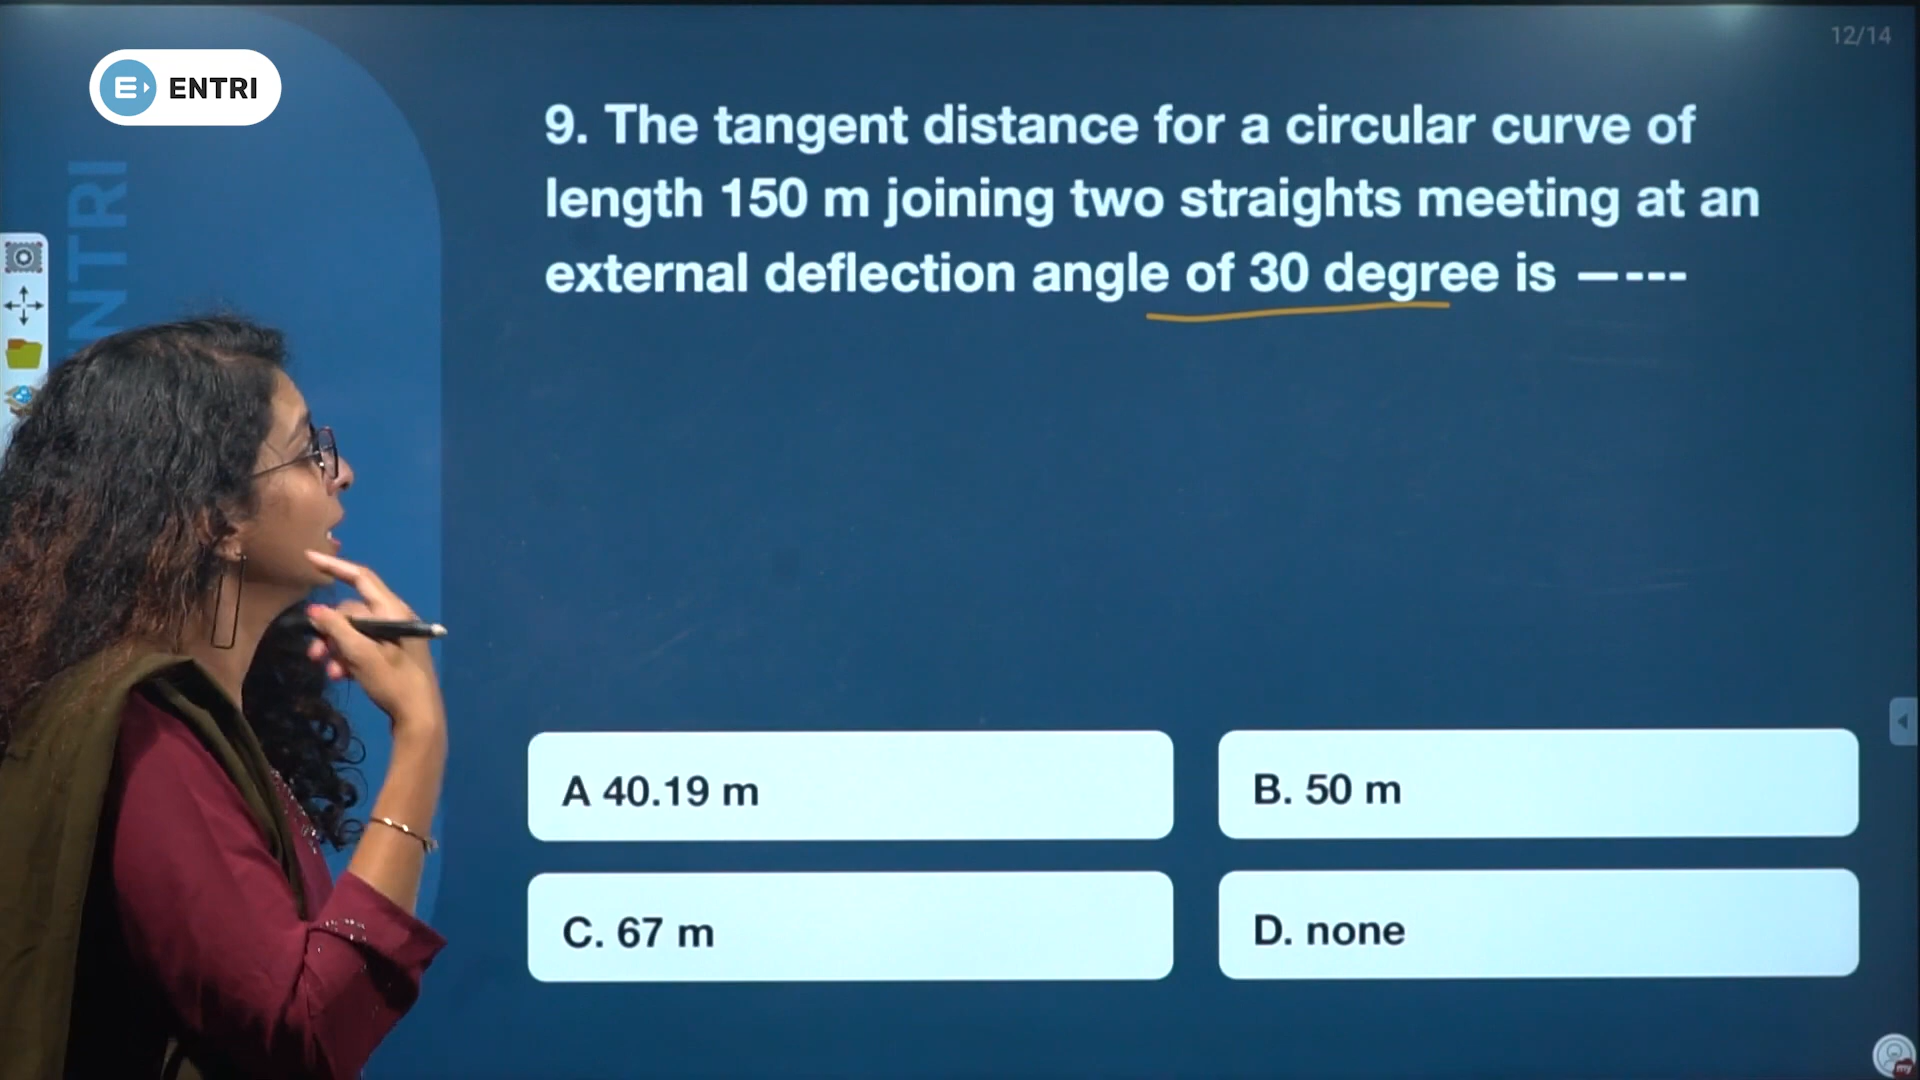 12/14
ENTRI
ENTRI
9. The tangent distance for a circular curve of
length 150 m joining two straights meeting at an
external deflection angle of 30 degree is —---
A 40.19 m
B. 50 m
C. 67 m
D. none
my